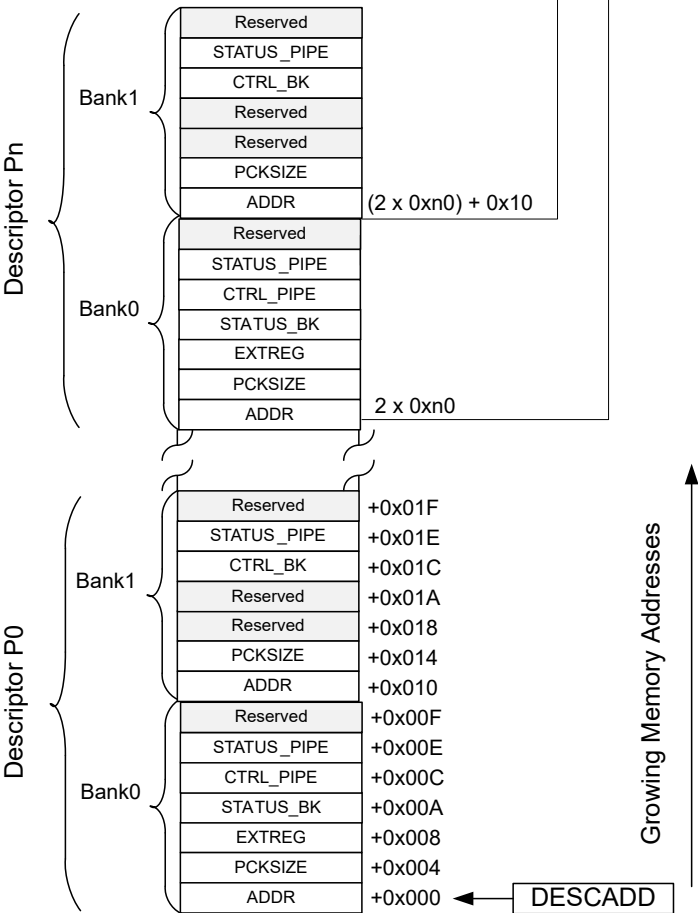 Descriptor Pn
Bank1
Reserved
STATUS_PIPE
CTRL_BK
Reserved
Reserved
PCKSIZE
ADDR (2 x 0xn0) + 0x10
Bank0
Reserved
STATUS_PIPE
CTRL_PIPE
STATUS_BK
EXTREG
PCKSIZE
ADDR 2 x 0xn0
Descriptor P0
Bank1
Reserved +0x01F
STATUS_PIPE +0x01E
CTRL_BK +0x01C
Reserved +0x01A
Reserved +0x018
PCKSIZE +0x014
ADDR +0x010
Bank0
Reserved +0x00F
STATUS_PIPE +0x00E
CTRL_PIPE +0x00C
STATUS_BK +0x00A
EXTREG +0x008
PCKSIZE +0x004
ADDR +0x000 DESCADD
Growing Memory Addresses